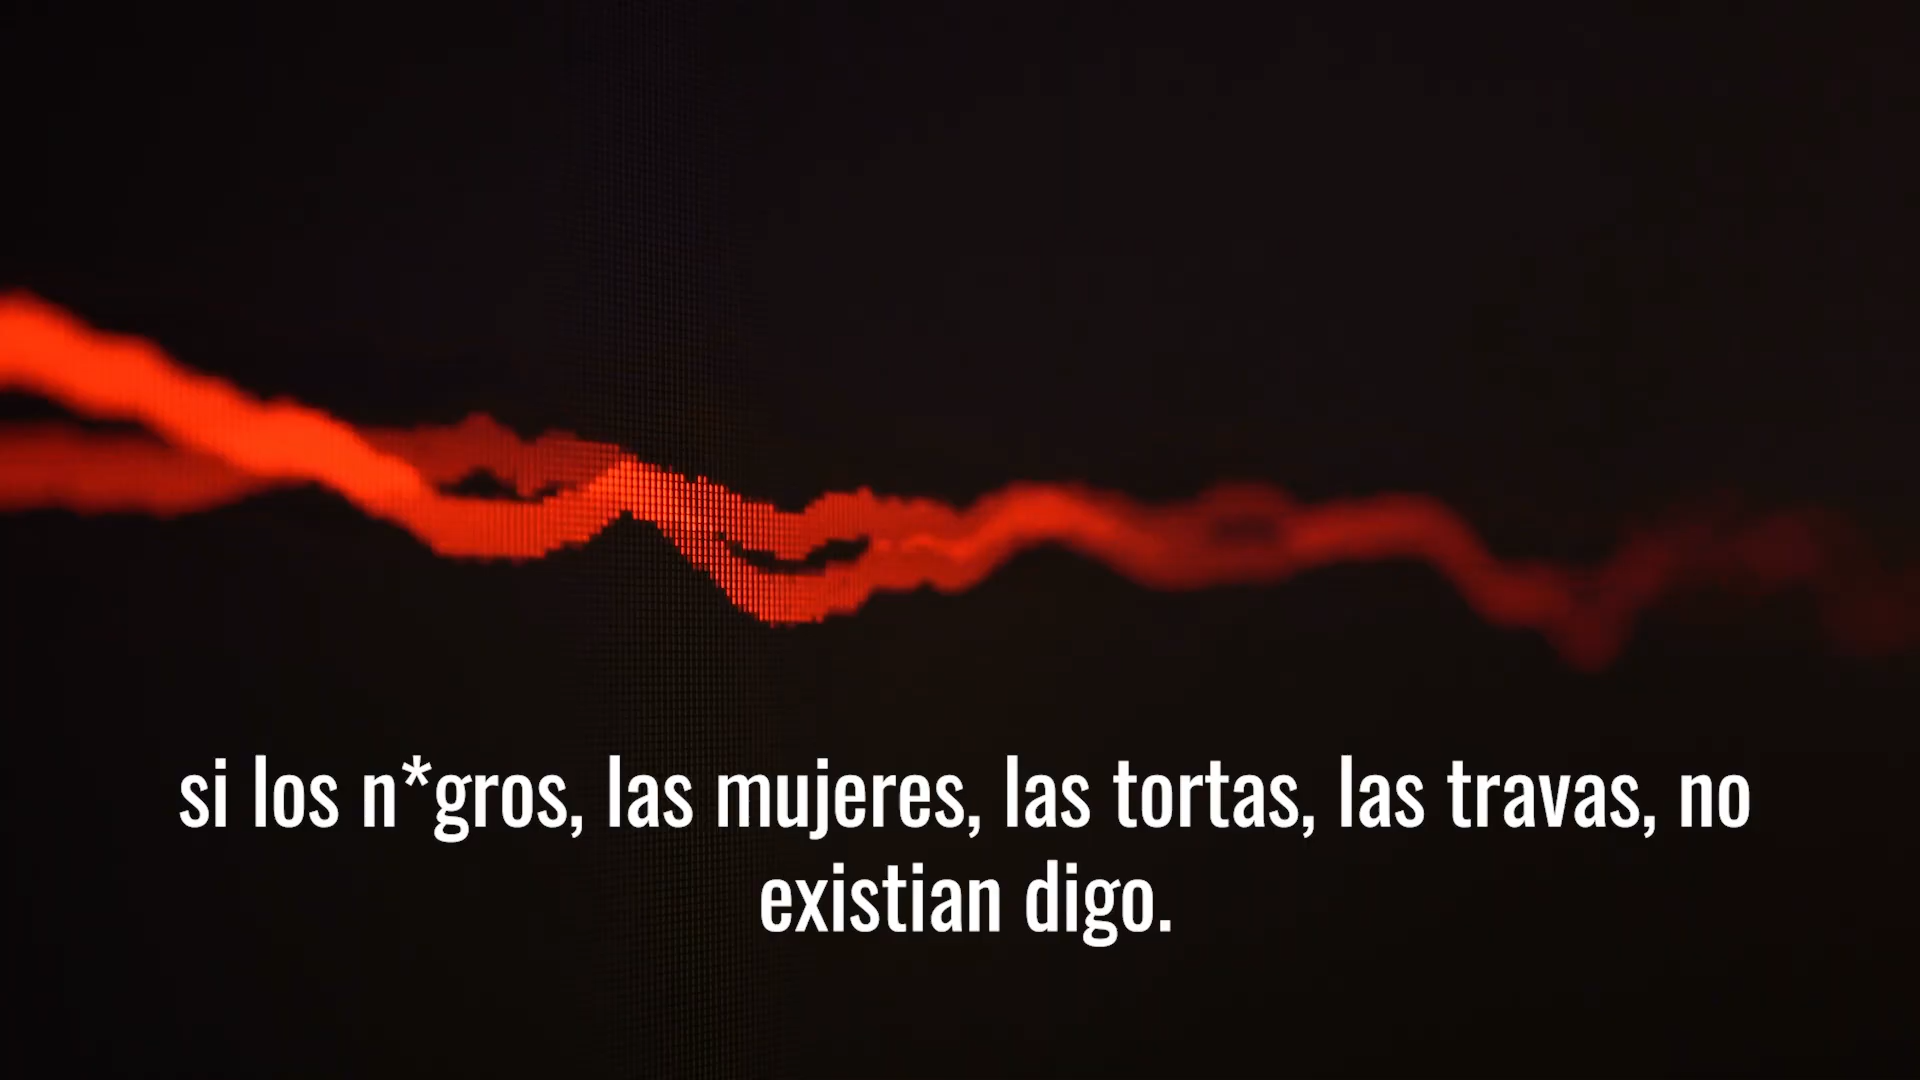 si los n*gros, las mujeres, las tortas, las travas, no
existian digo.